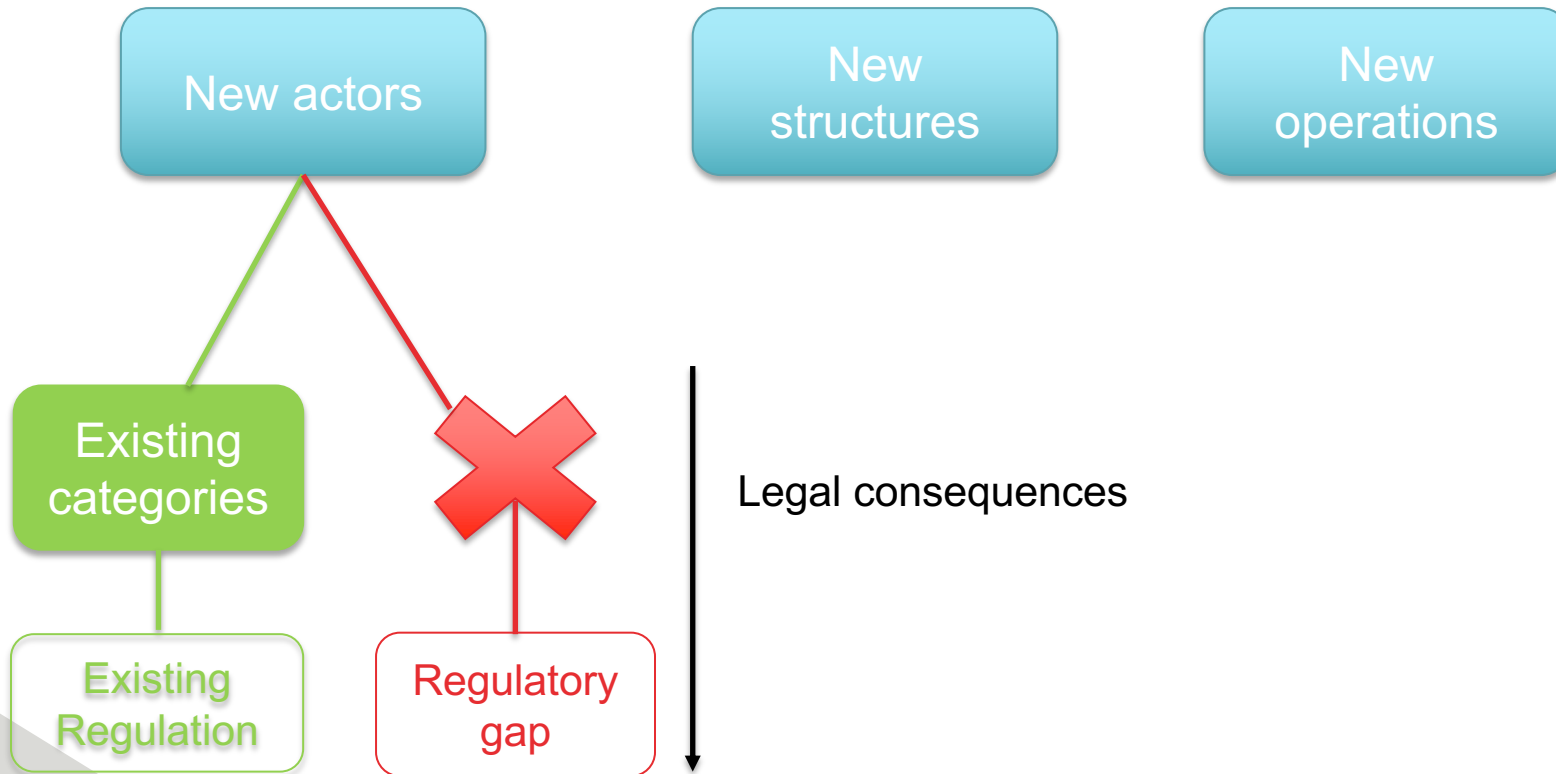 New actors
New
structures
New
operations
Existing
categories
Legal consequences
Existing
Regulation
Regulatory
gap